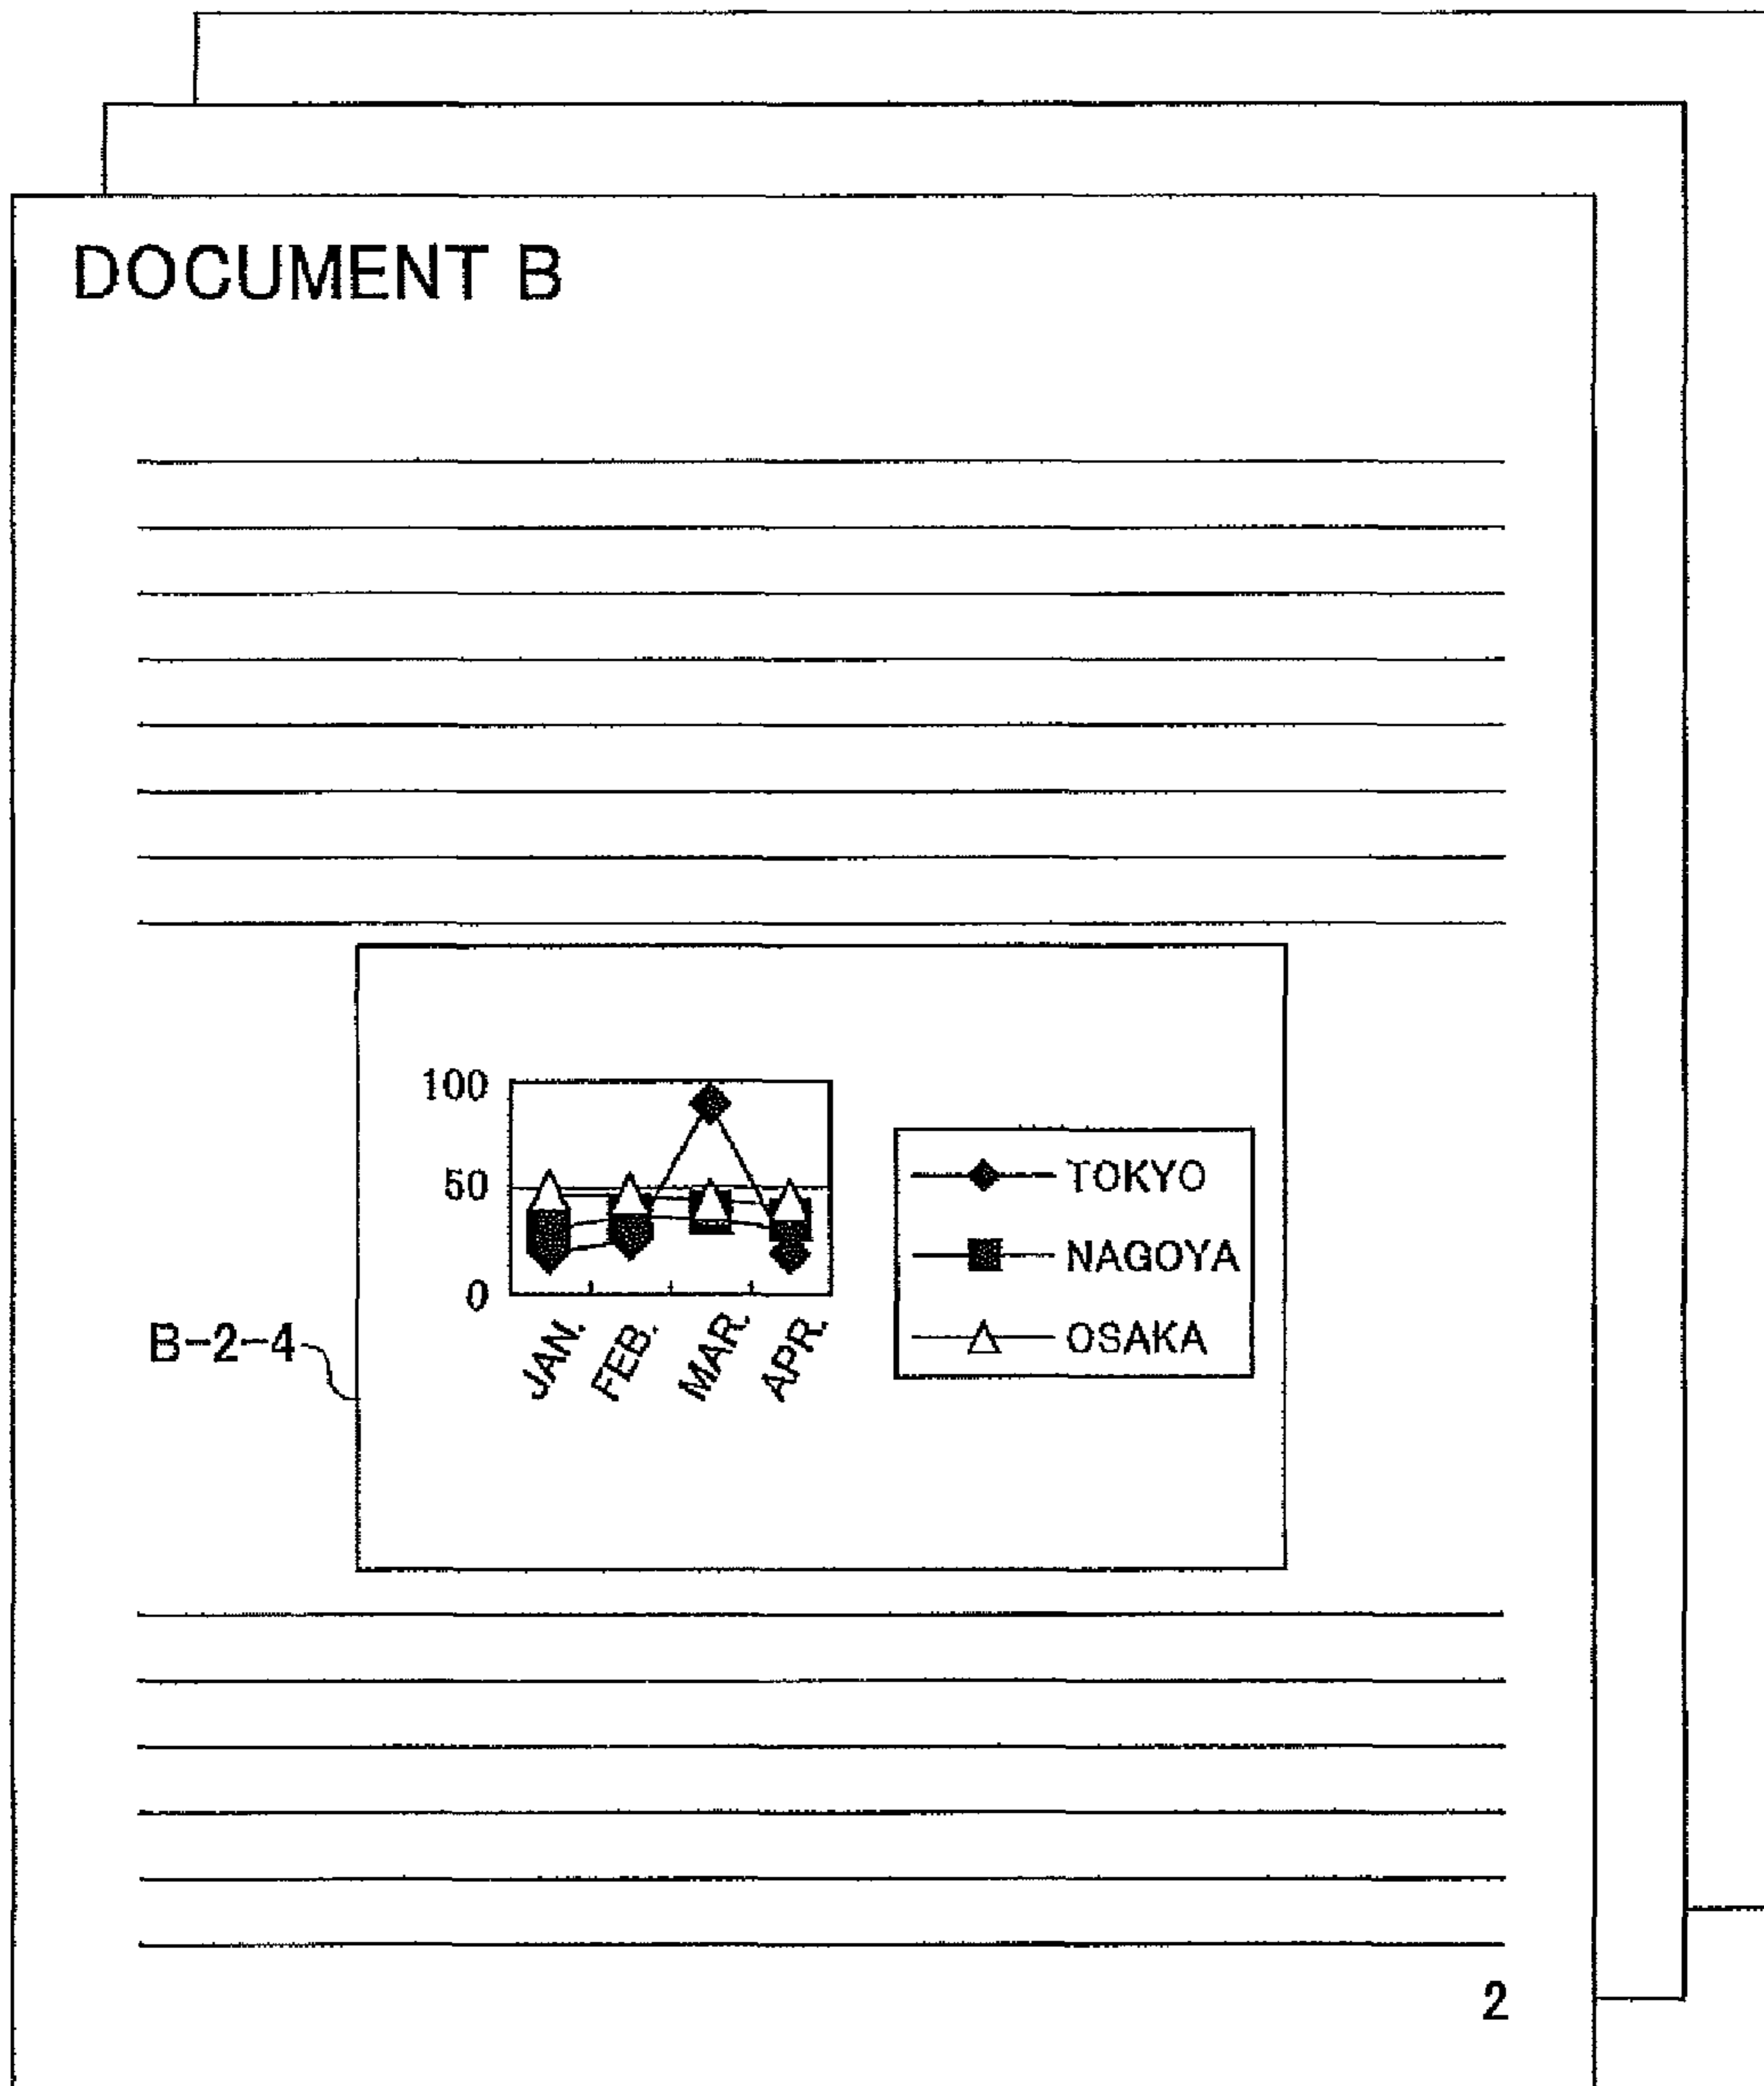 DOCUMENT B
100
50
0
JAN.
FEB.
MAR.
APR.
TOKYO
NAGOYA
OSAKA
B-2-4
2